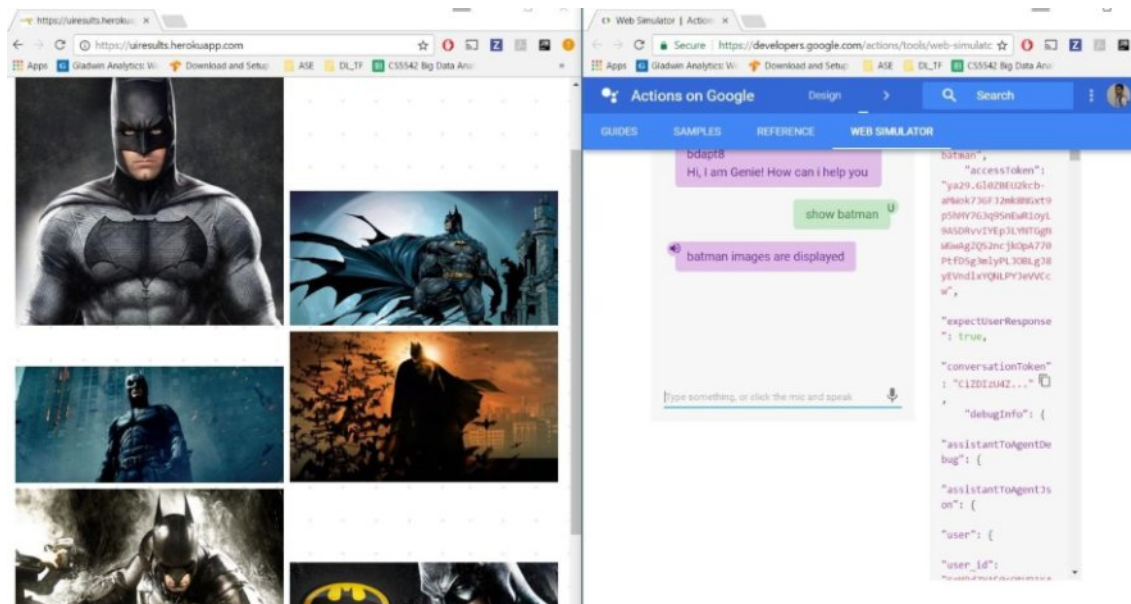 https://uiresults.heroku
https://uiresults.herokuapp.com
Apps Gladwin Analytics: W Download and Setup ASE DL_TF CS5542 Big Data Ana
Web Simulator | Action
Secure https://developers.google.com/actions/tools/web-simulatc
Apps Gladwin Analytics: W Download and Setup ASE DL_TF CS5542 Big Data Ana
Actions on Google Design > Search
GUIDES SAMPLES REFERENCE WEB SIMULATOR
bdapt8
Hi, I am Genie! How can i help you
show batman
U
batman images are displayed
Type something, or click the mic and speak
batman",
"accessToken":
"expectUserResponse
": true,
"conversationToken"
: "CiZDIzU4Z..."
,
"debugInfo": {
"assistantToAgentDe
bug": {
"assistantToAgentJs
on": {
"user": {
"user_id":